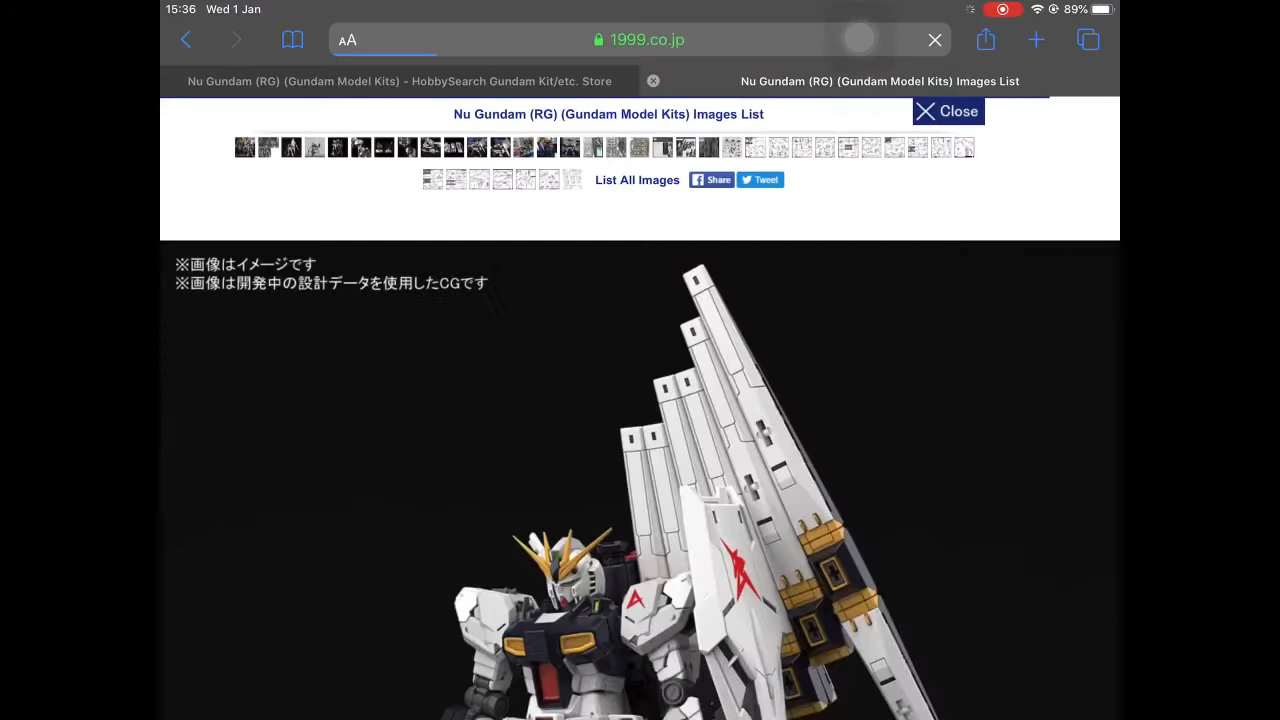 15:36 Wed 1 Jan
89%
AA
1999.co.jp
Nu Gundam (RG) (Gundam Model Kits) - HobbySearch Gundam Kit/etc. Store
Nu Gundam (RG) (Gundam Model Kits) Images List
Nu Gundam (RG) (Gundam Model Kits) Images List
Close
List All Images
Share
Tweet
※画像はイメージです
※画像は開発中の設計データを使用したCGです